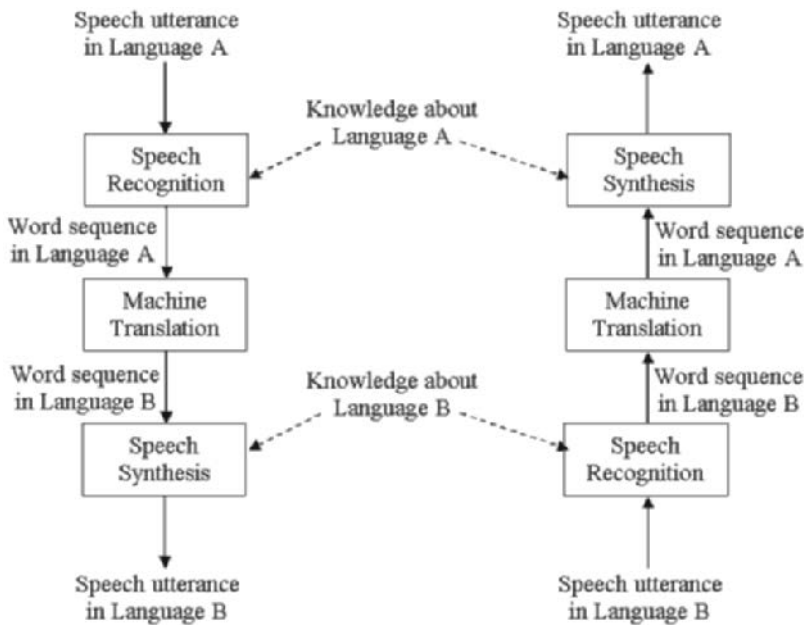 Speech utterance
in Language A
Speech
Recognition
Word sequence
in Language A
Machine
Translation
Word sequence
in Language B
Speech
Synthesis
Speech utterance
in Language B
Knowledge about
Language A
Knowledge about
Language B
Speech utterance
in Language A
Speech
Synthesis
Word sequence
in Language A
Machine
Translation
Word sequence
in Language B
Speech
Recognition
Speech utterance
in Language B